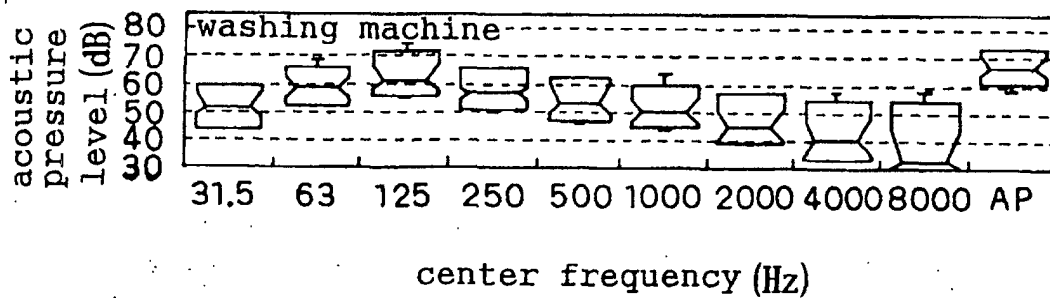 acoustic
pressure
level (dB)
80
70
60
50
40
30
washing machine
31.5 63 125 250 500 1000 2000 4000 8000 AP
center frequency (Hz)